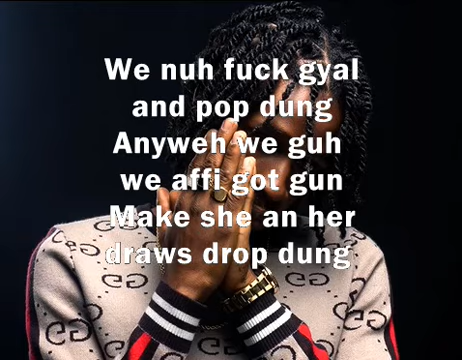 We nuh fuck gyal
and pop dung
Anyweh we guh
we affi got gun
Make she an her
draws drop dung